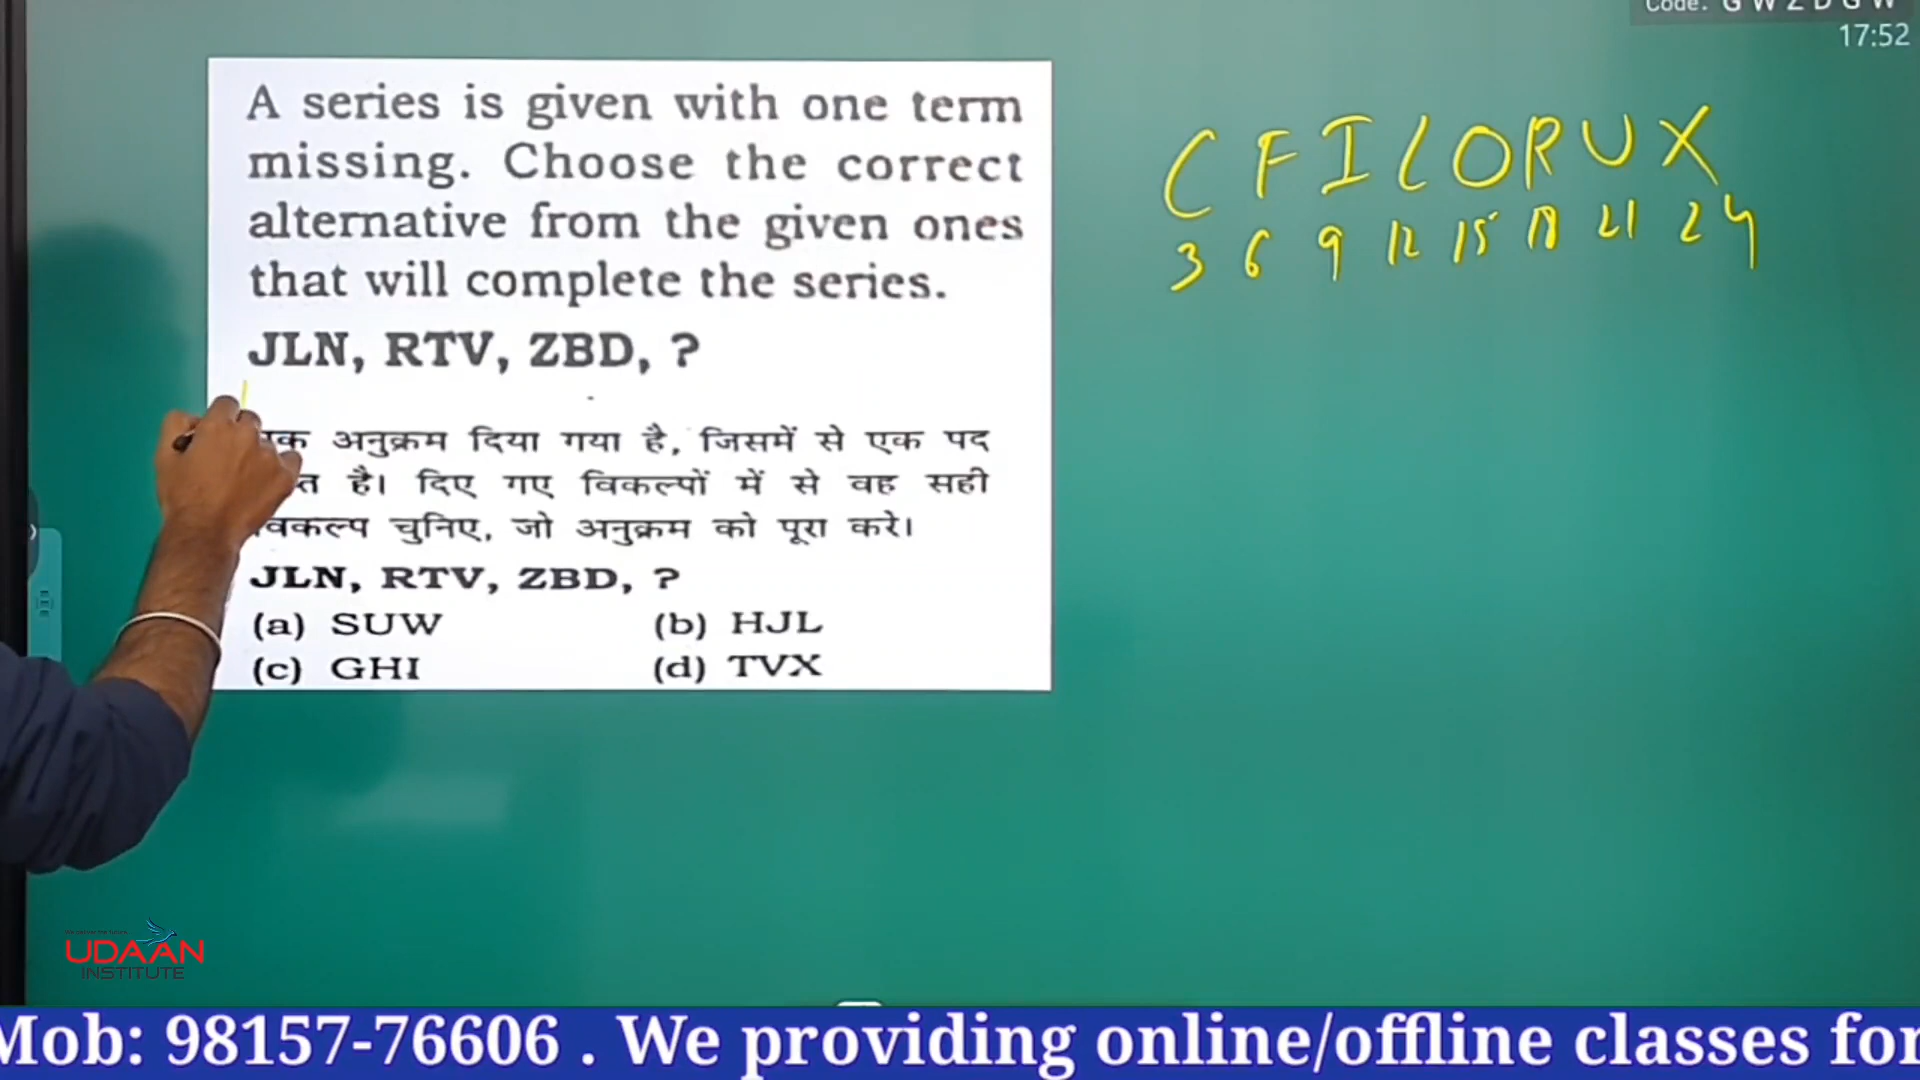 Code: G W Z D G W
17:52
A series is given with one term
missing. Choose the correct
alternative from the given ones
that will complete the series.
JLN, RTV, ZBD, ?
अनुक्रम दिया गया है, जिसमें से एक पद
है। दिए गए विकल्पों में से वह सही
चुनिए, जो अनुक्रम को पूरा करे।
JLN, RTV, ZBD, ?
(a) SUW (b) HJL
(c) GHI (d) TVX
C F I L O R U X
3 6 9 12 15 18 21 24
UDAAN
INSTITUTE
Mob: 98157-76606 . We providing online/offline classes for